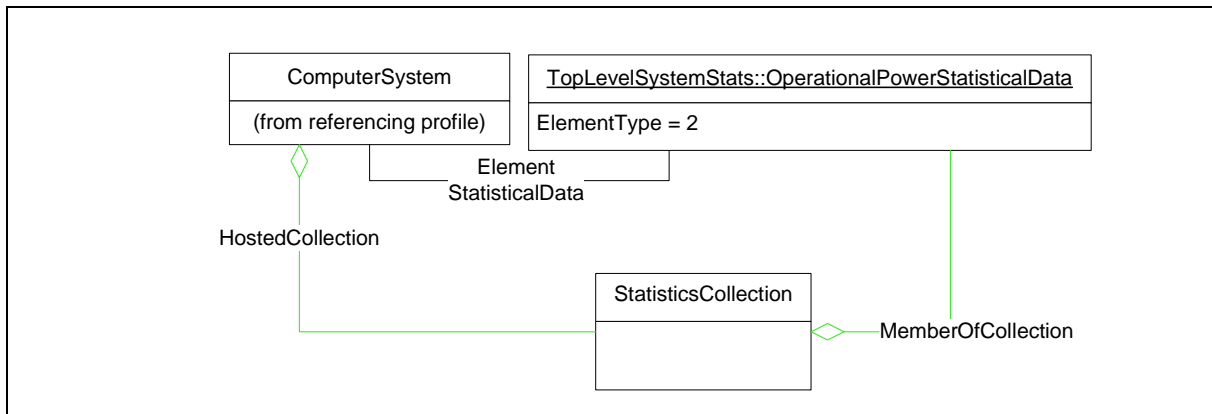 ComputerSystem
(from referencing profile)
TopLevelSystemStats::OperationalPowerStatisticalData
ElementType = 2
Element
StatisticalData
HostedCollection
StatisticsCollection
MemberOfCollection